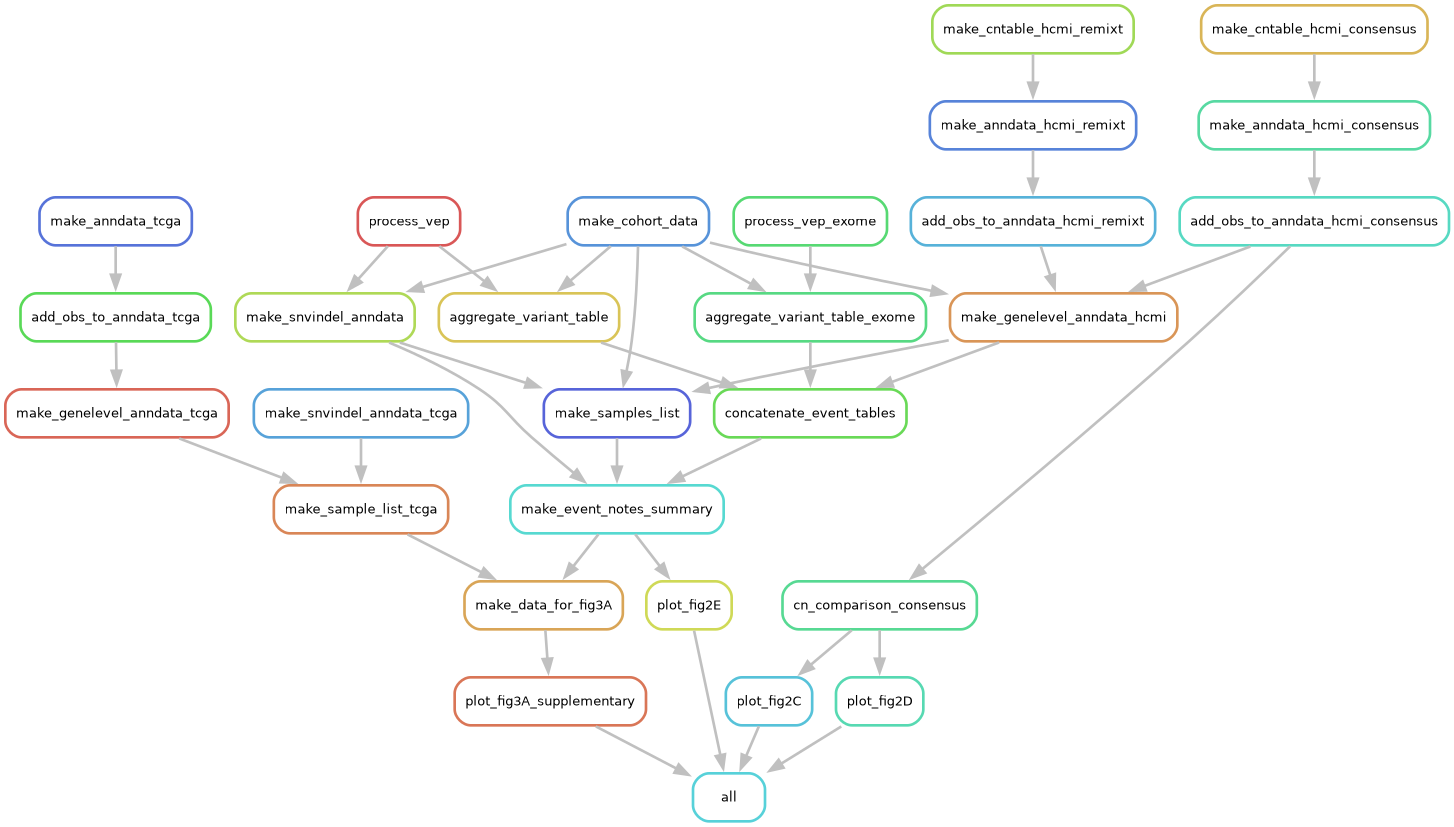 make_cntable_hcmi_remixt
make_cntable_hcmi_consensus
make_anndata_hcmi_remixt
make_anndata_hcmi_consensus
make_anndata_tcga
process_vep
make_cohort_data
process_vep_exome
add_obs_to_anndata_hcmi_remixt
add_obs_to_anndata_hcmi_consensus
add_obs_to_anndata_tcga
make_snvindel_anndata
aggregate_variant_table
aggregate_variant_table_exome
make_genelevel_anndata_hcmi
make_genelevel_anndata_tcga
make_snvindel_anndata_tcga
make_samples_list
concatenate_event_tables
make_sample_list_tcga
make_event_notes_summary
make_data_for_fig3A
plot_fig2E
cn_comparison_consensus
plot_fig3A_supplementary
plot_fig2C
plot_fig2D
all